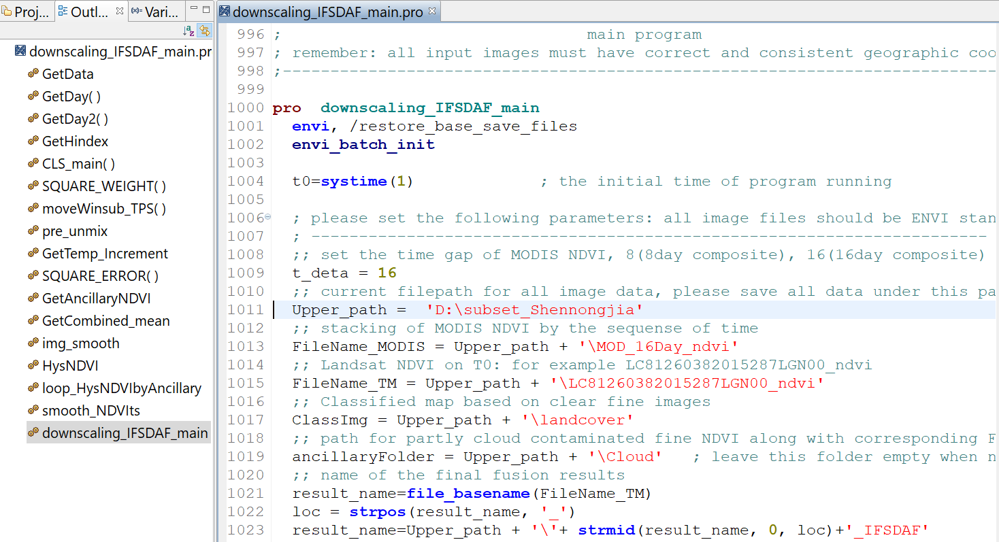 Proj...
Outl...
Vari...
downscaling_IFSDAF_main.pr
GetData
GetDay( )
GetDay2( )
GetHindex
CLS_main( )
SQUARE_WEIGHT( )
moveWinsub_TPS( )
pre_unmix
GetTemp_Increment
SQUARE_ERROR( )
GetAncillaryNDVI
GetCombined_mean
img_smooth
HysNDVI
loop_HysNDVIbyAncillary
smooth_NDVIts
downscaling_IFSDAF_main
downscaling_IFSDAF_main.pro
996 ; main program
997 ; remember: all input images must have correct and consistent geographic coo
998 ;---------------------------------------------------------------------------
999
1000 pro downscaling_IFSDAF_main
1001 envi, /restore_base_save_files
1002 envi_batch_init
1003
1004 t0=systime(1) ; the initial time of program running
1005
1006 ; please set the following parameters: all image files should be ENVI stan
1007 ; -----------------------------------------------------------------------
1008 ;; set the time gap of MODIS NDVI, 8(8day composite), 16(16day composite)
1009 t_deta = 16
1010 ;; current filepath for all image data, please save all data under this pa
1011 Upper_path = 'D:\subset_Shennongjia'
1012 ;; stacking of MODIS NDVI by the sequense of time
1013 FileName_MODIS = Upper_path + '\MOD_16Day_ndvi'
1014 ;; Landsat NDVI on T0: for example LC81260382015287LGN00_ndvi
1015 FileName_TM = Upper_path + '\LC81260382015287LGN00_ndvi'
1016 ;; Classified map based on clear fine images
1017 ClassImg = Upper_path + '\landcover'
1018 ;; path for partly cloud contaminated fine NDVI along with corresponding F
1019 ancillaryFolder = Upper_path + '\Cloud' ; leave this folder empty when n
1020 ;; name of the final fusion results
1021 result_name=file_basename(FileName_TM)
1022 loc = strpos(result_name, '_')
1023 result_name=Upper_path + '\'+ strmid(result_name, 0, loc)+'_IFSDAF'